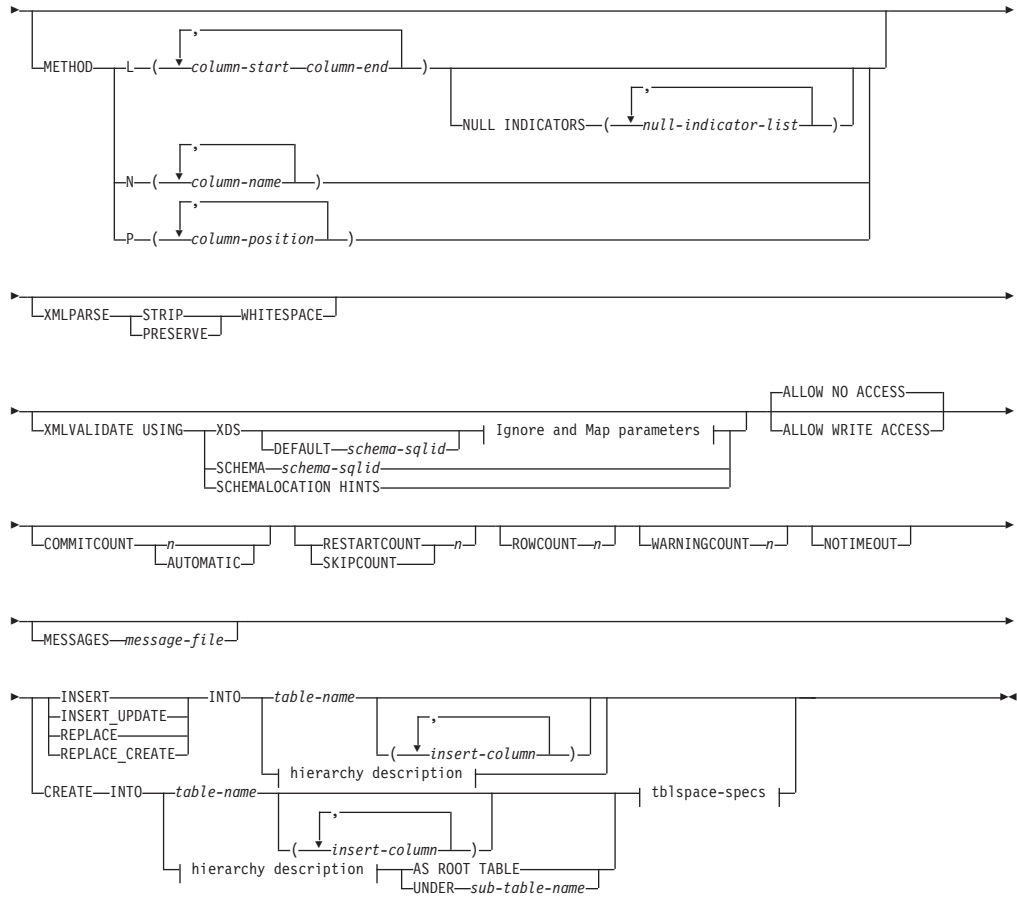 ,
METHOD L ( column-start column-end )
,
NULL INDICATORS ( null-indicator-list )
,
N ( column-name )
,
P ( column-position )
XMLPARSE STRIP WHITESPACE
PRESERVE
ALLOW NO ACCESS
XMLVALIDATE USING XDS Ignore and Map parameters ALLOW WRITE ACCESS
DEFAULT schema-sqlid
SCHEMA schema-sqlid
SCHEMALOCATION HINTS
COMMITCOUNT n RESTARTCOUNT n ROWCOUNT n WARNINGCOUNT n NOTIMEOUT
AUTOMATIC SKIPCOUNT
MESSAGES message-file
INSERT INTO table-name
INSERT_UPDATE ,
REPLACE
REPLACE_CREATE ( insert-column )
hierarchy description
CREATE INTO table-name tblspace-specs
,
( insert-column )
hierarchy description AS ROOT TABLE
UNDER sub-table-name